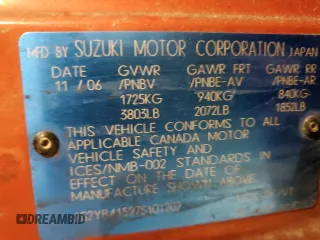 MFD BY SUZUKI MOTOR CORPORATION JAPAN
DATE GVWR GAWR FRT GAWR RR
11 / 06 /PNBV /PNBE-AV /PNBE-AR
1725KG 940KG 840KG
3803LB 2072LB 1852LB
THIS VEHICLE CONFORMS TO ALL
APPLICABLE CANADA MOTOR
VEHICLE SAFETY AND
ICES/NMB-002 STANDARDS IN
EFFECT ON THE DATE OF
MANUFACTURE SHOWN ABOVE
DREAMBID